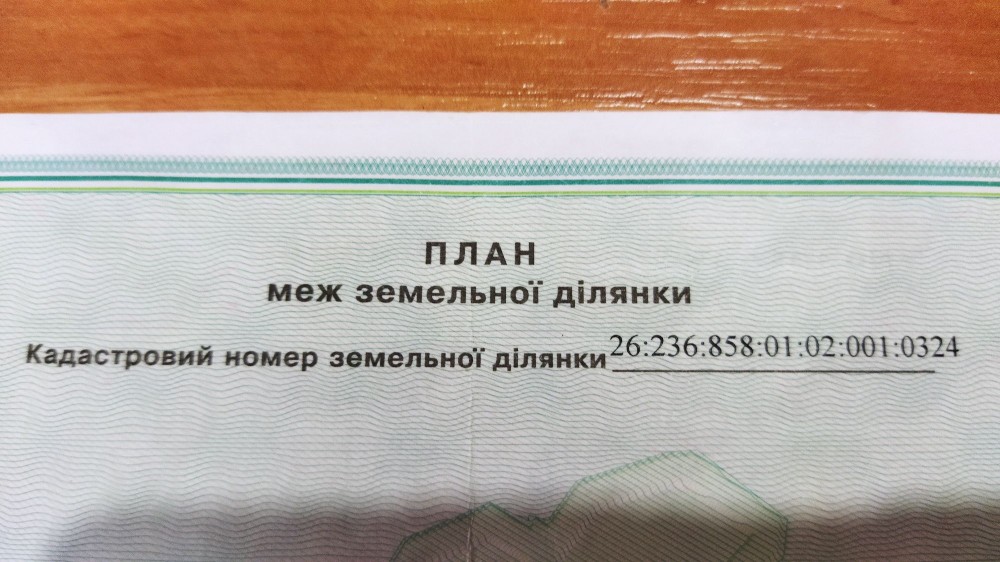 ПЛАН
меж земельної ділянки
Кадастровий номер земельної ділянки 26:236:858:01:02:001:0324